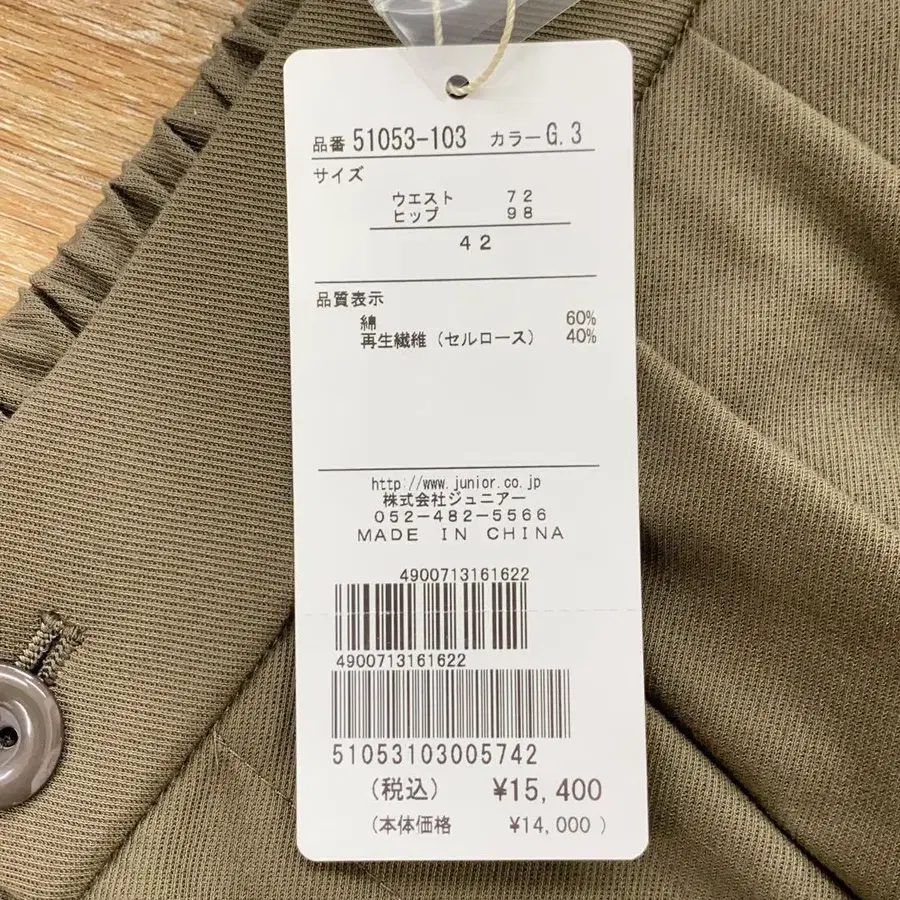 品番 51053-103 カラー G.3
サイズ
ウエスト 72
ヒップ 98
42
品質表示
綿 60%
再生繊維（セルロース） 40%
http://www.junior.co.jp
株式会社ジュニアー
052-482-5566
MADE IN CHINA
4900713161622
4900713161622
51053103005742
（税込） ¥15,400
（本体価格 ¥14,000）